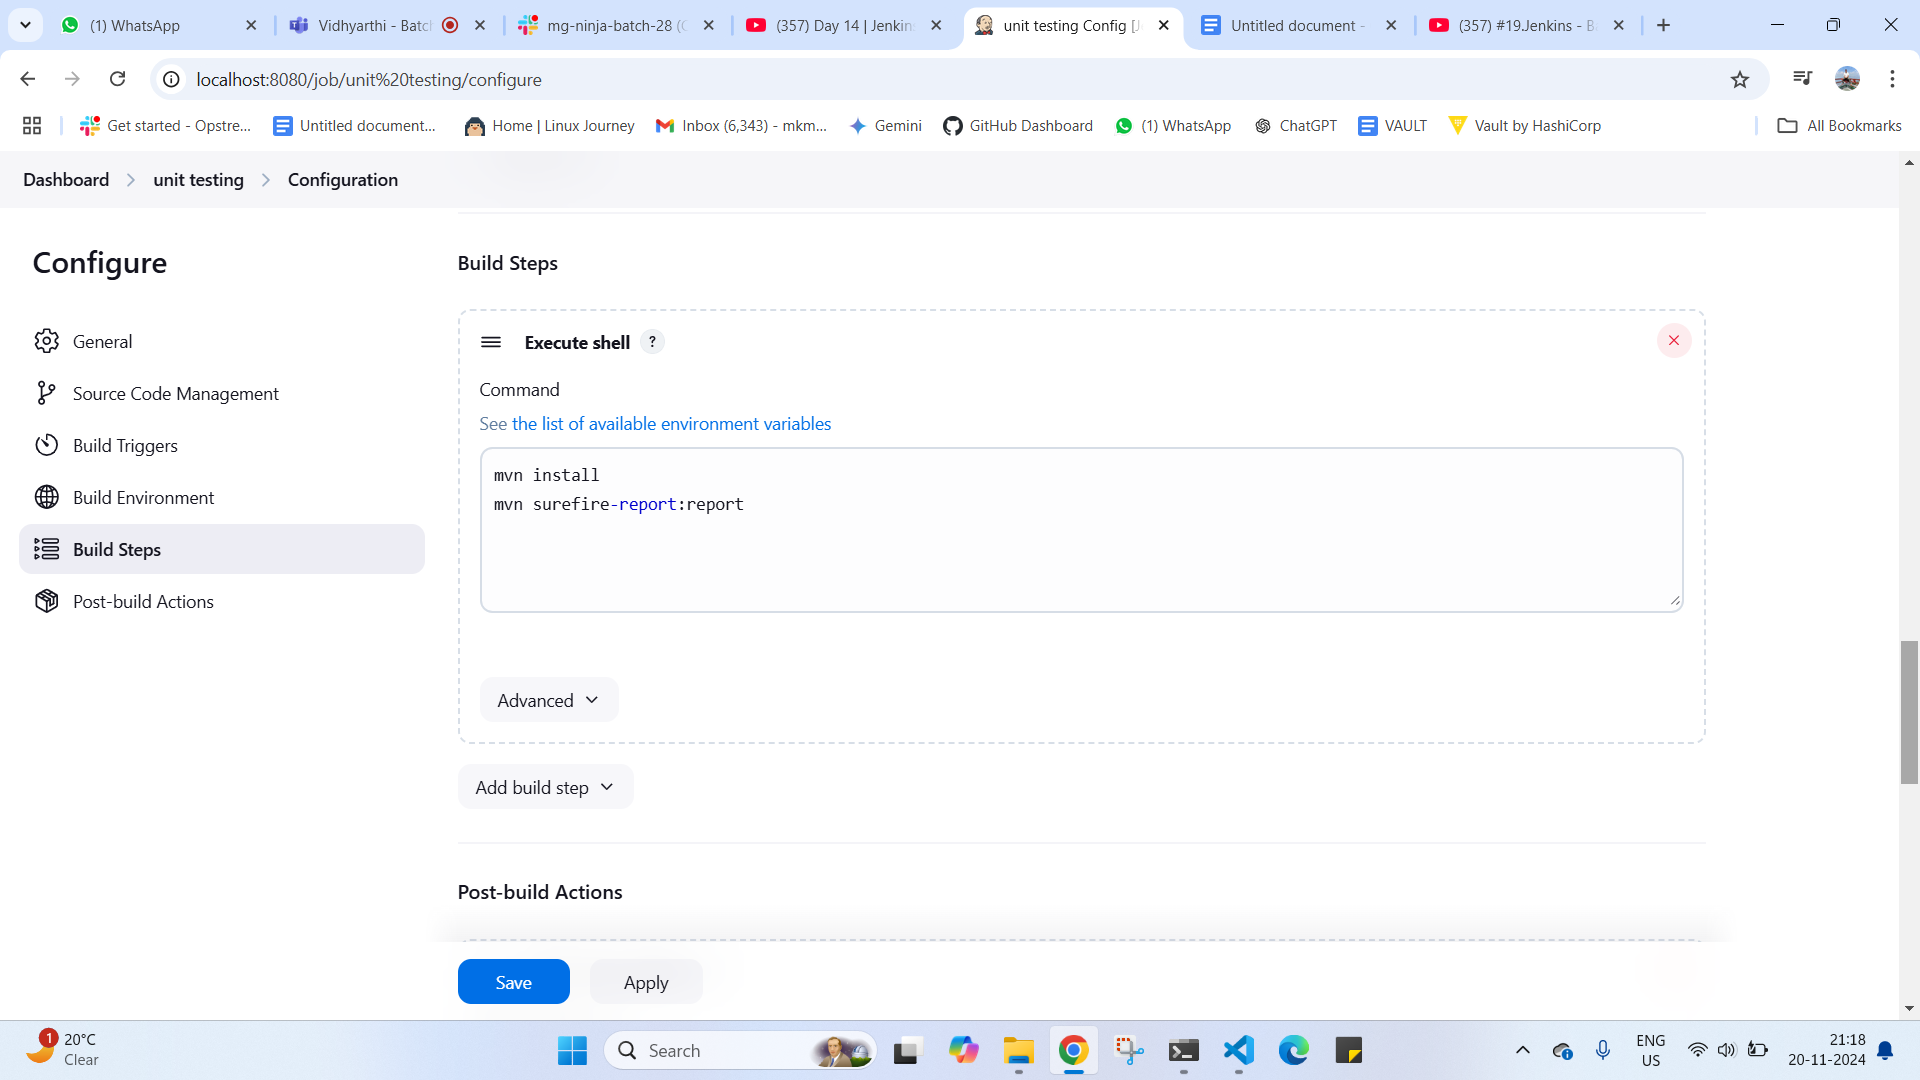 (1) WhatsApp
Vidhyarthi - Batch
mg-ninja-batch-28 (C
(357) Day 14 | Jenkins
unit testing Config [J
Untitled document -
(357) #19.Jenkins - B
localhost:8080/job/unit%20testing/configure
Get started - Opstre...
Untitled document...
Home | Linux Journey
Inbox (6,343) - mkm...
Gemini
GitHub Dashboard
(1) WhatsApp
ChatGPT
VAULT
Vault by HashiCorp
All Bookmarks
Dashboard
unit testing
Configuration
Configure
General
Source Code Management
Build Triggers
Build Environment
Build Steps
Post-build Actions
Build Steps
Execute shell ?
Command
See the list of available environment variables
mvn install
mvn surefire-report:report
Advanced
Add build step
Post-build Actions
Save
Apply
1
20°C
Clear
Search
ENG
US
21:18
20-11-2024